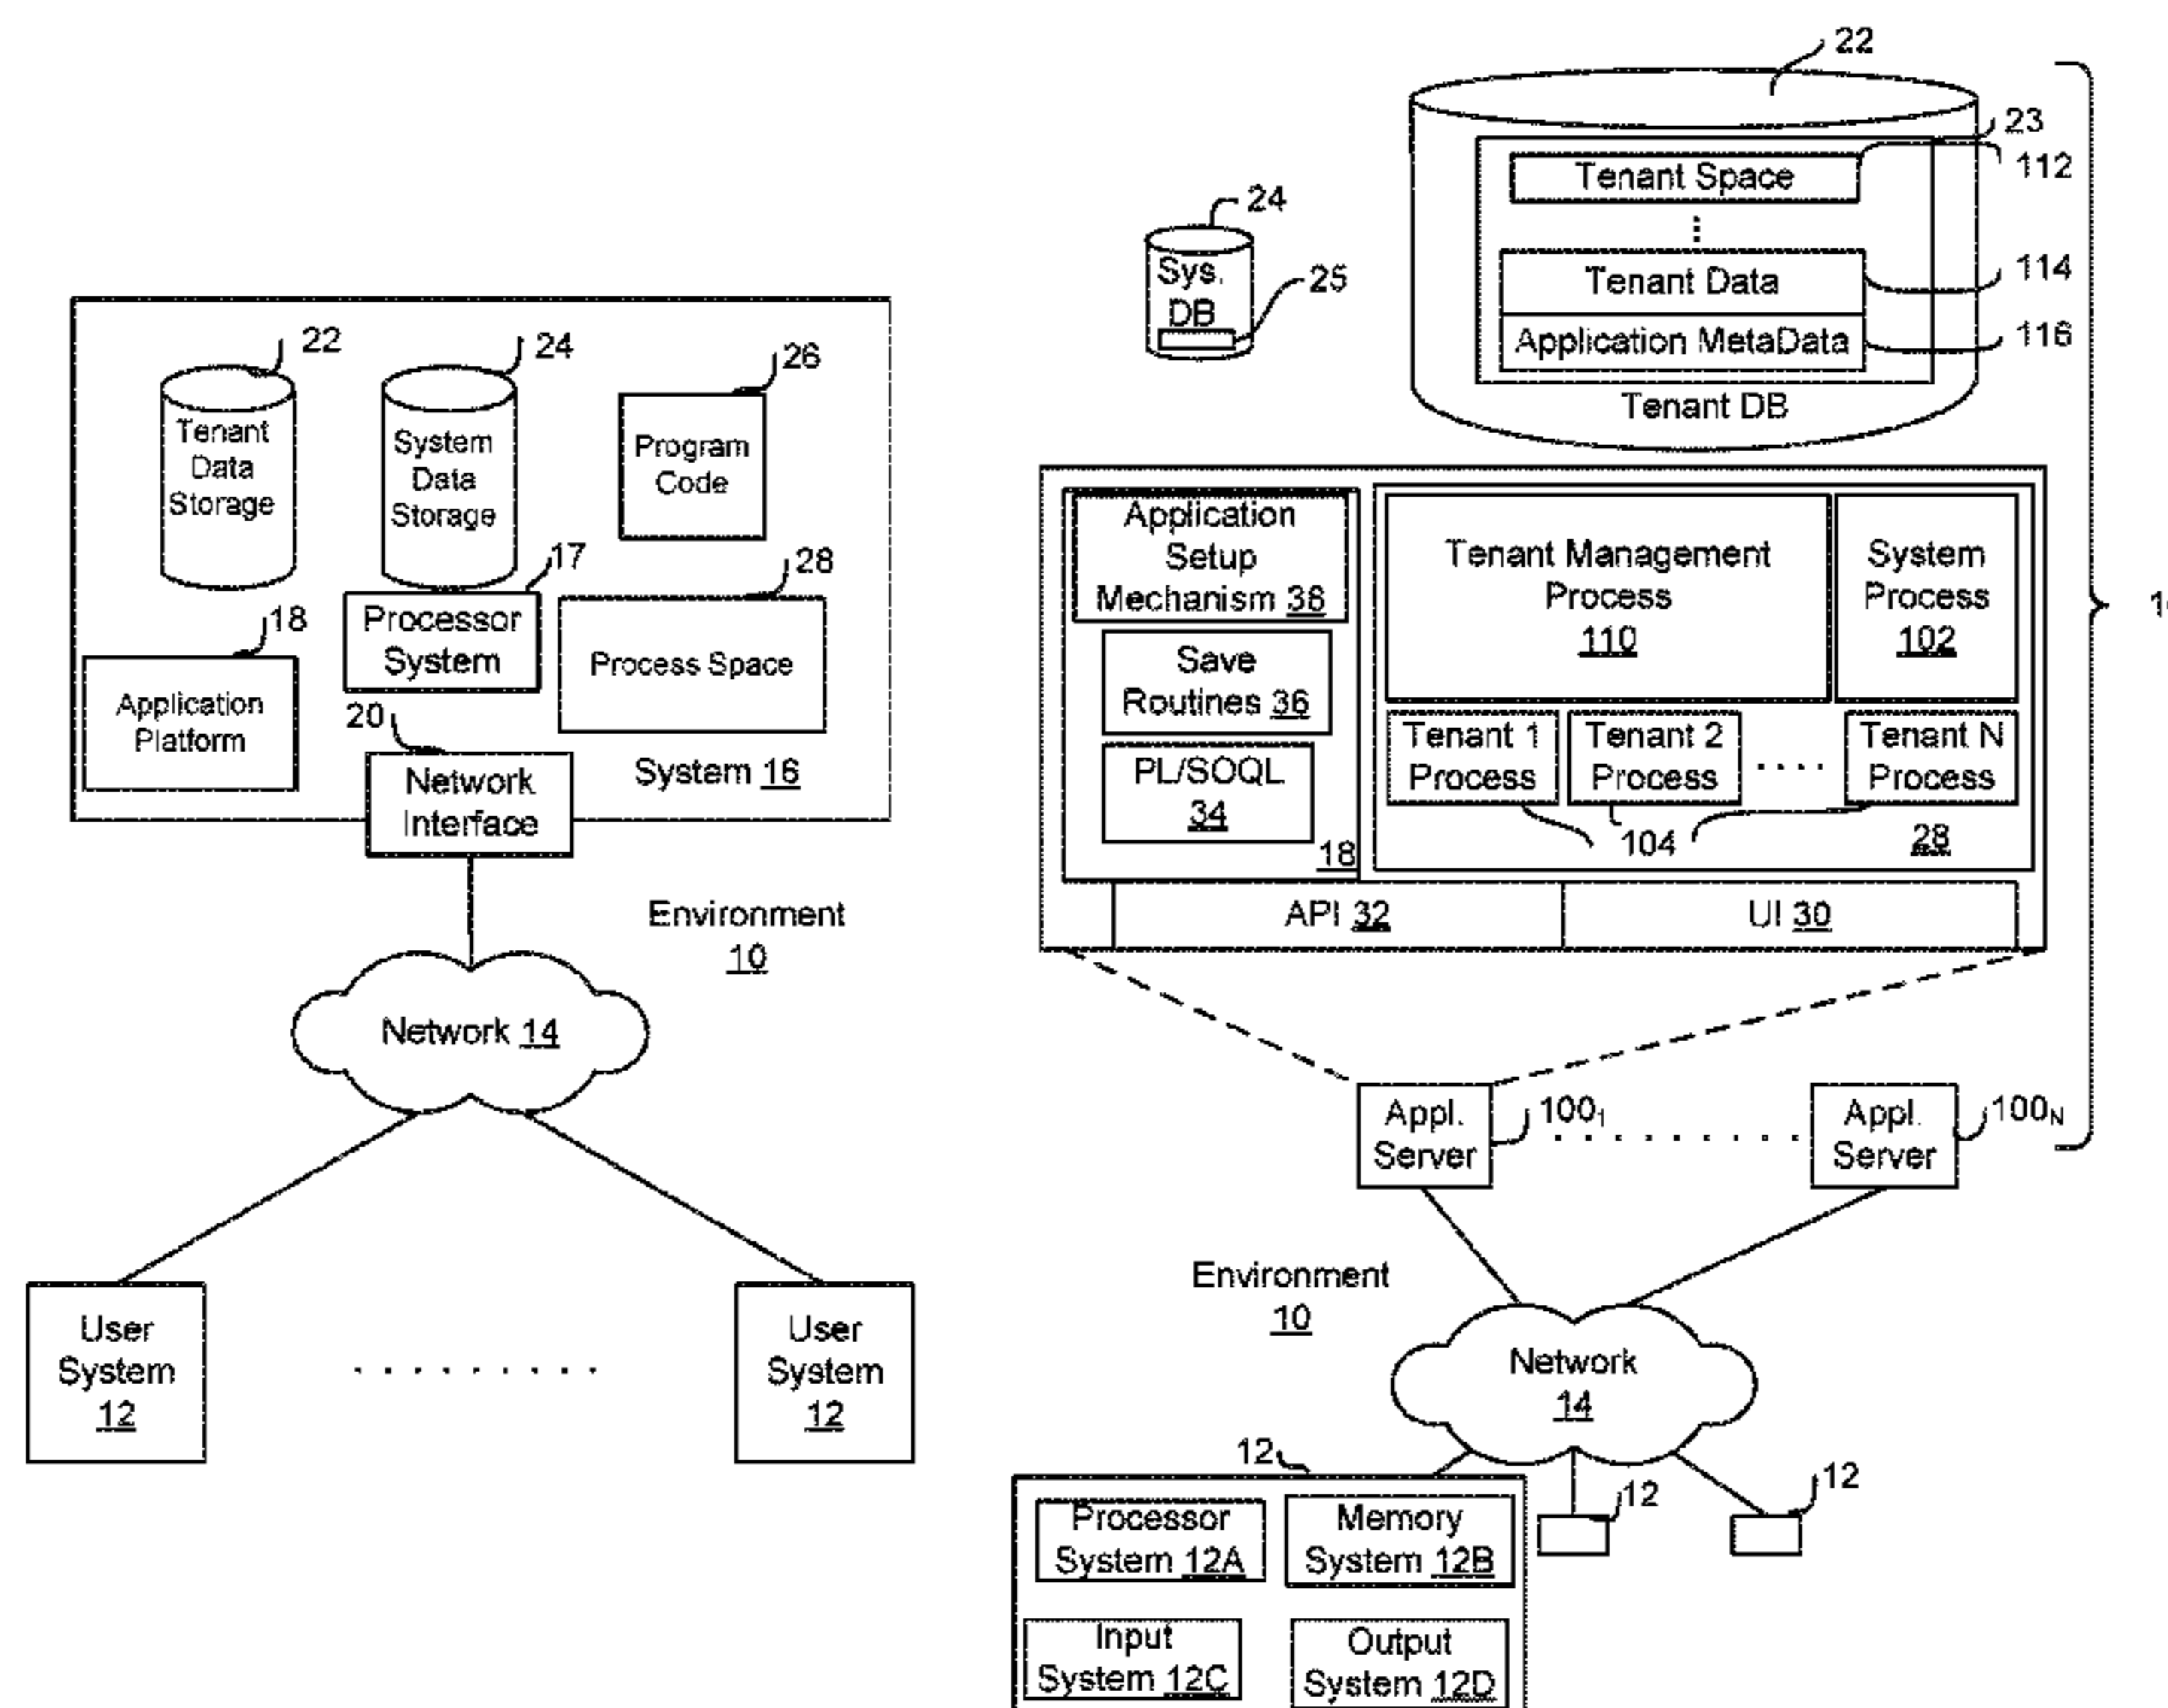 22
24
26
Tenant
Data
Storage
System
Data
Storage
Program
Code
17
28
18
Processor
System
Process Space
Application
Platform
20
Network
Interface
System 16
Environment
10
Network 14
User
System
12
. . . . . . . . .
User
System
12
22
23
Tenant Space
112
24
Sys.
DB
25
Tenant Data
114
Application MetaData
116
Tenant DB
Application
Setup
Mechanism 38
Save
Routines 36
PL/SOQL
34
18
Tenant Management
Process
110
System
Process
102
Tenant 1
Process
Tenant 2
Process
. . . .
Tenant N
Process
104
28
API 32
UI 30
Appl.
Server
100₁
. . . . . . . . .
Appl.
Server
100N
Environment
10
Network
14
12
12
12
Processor
System 12A
Memory
System 12B
Input
System 12C
Output
System 12D